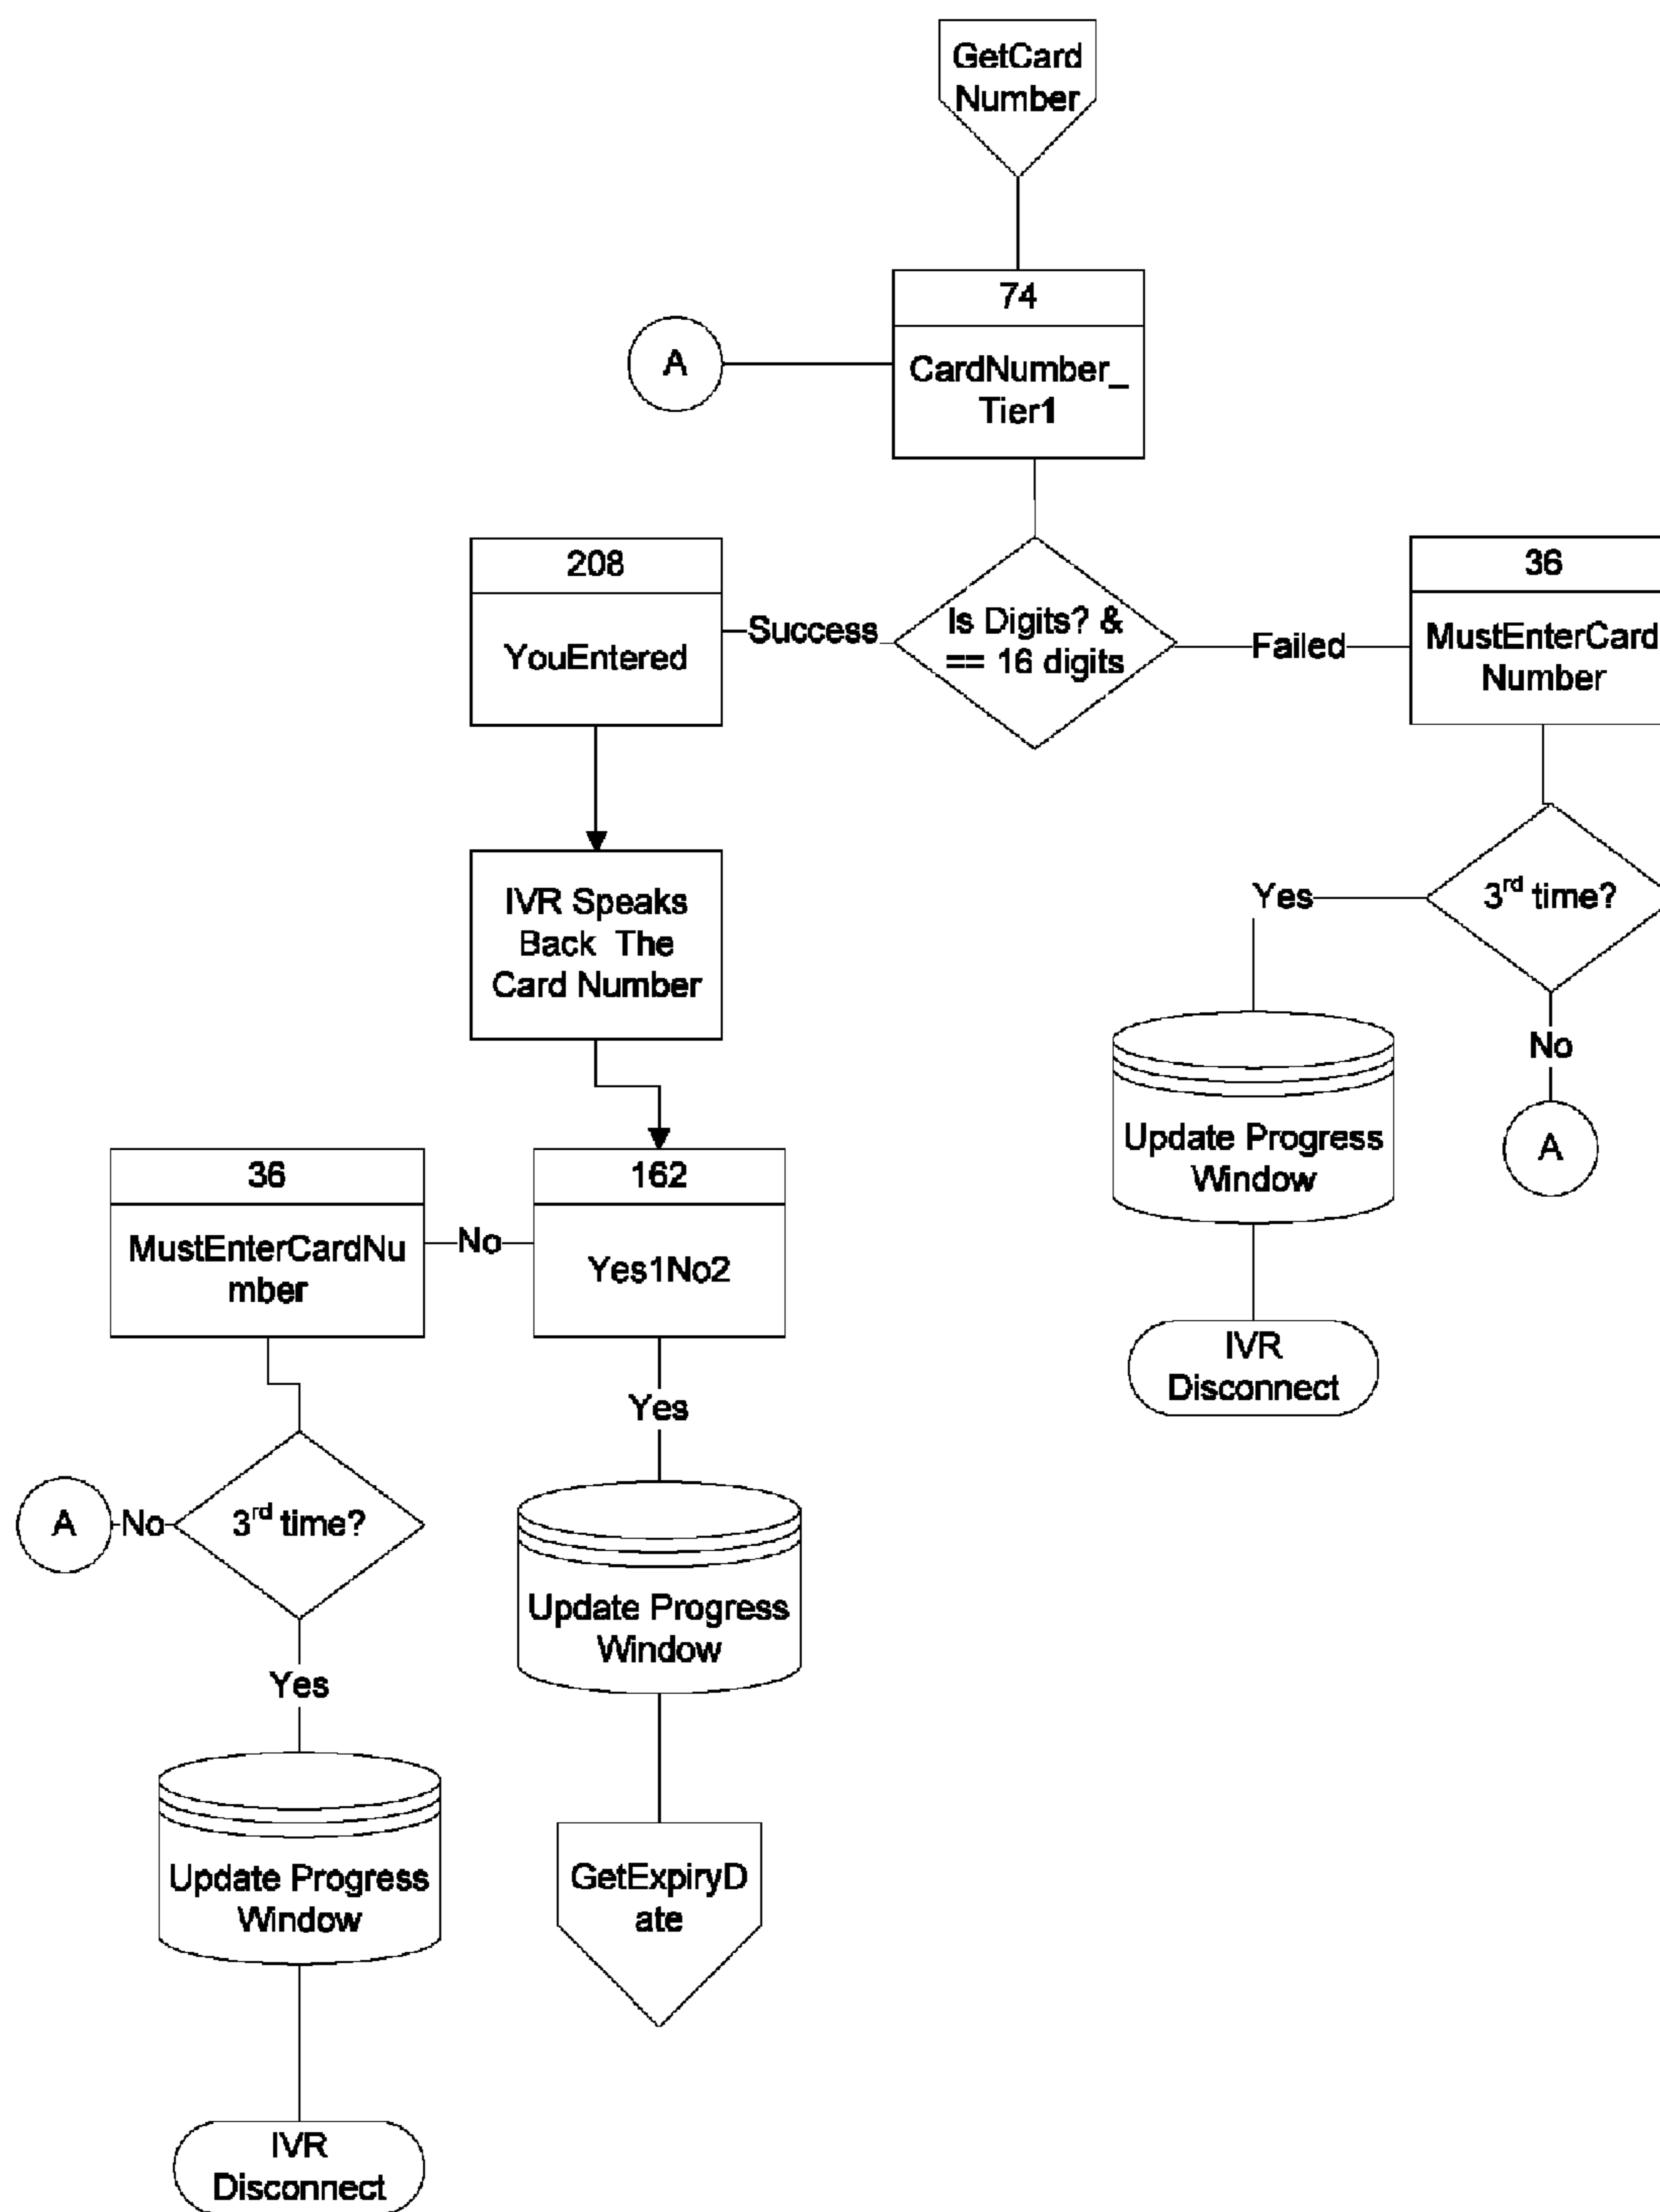 GetCard
Number
74
A
CardNumber_
Tier1
208
YouEntered
Success
Is Digits? &
== 16 digits
Failed
36
MustEnterCard
Number
3rd time?
Yes
No
A
Update Progress
Window
IVR
Disconnect
IVR Speaks
Back The
Card Number
162
Yes1No2
No
36
MustEnterCardNu
mber
Yes
A
No
3rd time?
Update Progress
Window
Yes
GetExpiryD
ate
Update Progress
Window
IVR
Disconnect